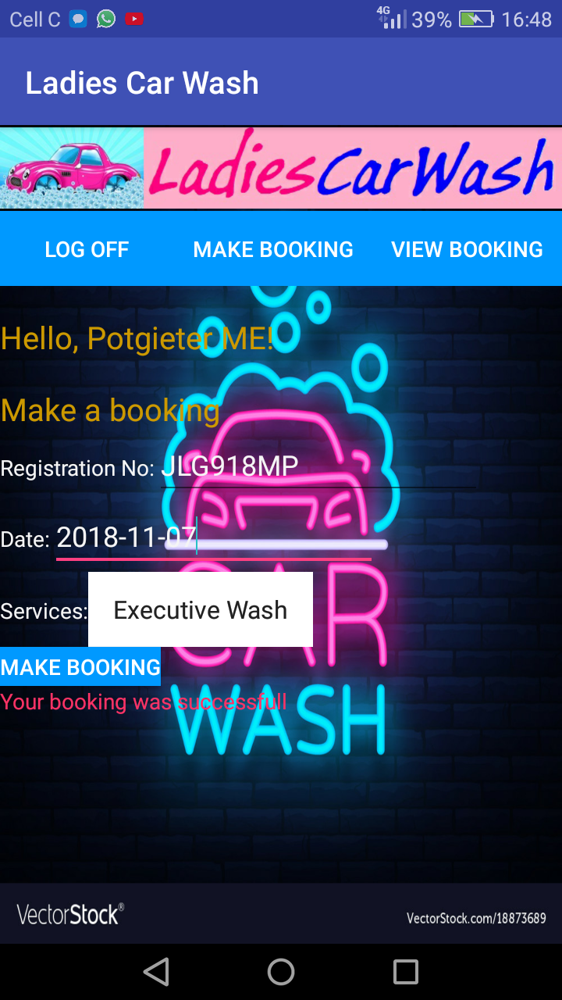 Cell C 4G 39% 16:48
Ladies Car Wash
LadiesCarWash
LOG OFF MAKE BOOKING VIEW BOOKING
Hello, Potgieter ME!
Make a booking
Registration No: JLG918MP
Date: 2018-11-07
Services: Executive Wash
CAR
MAKE BOOKING
Your booking was successfull
WASH
VectorStock® VectorStock.com/18873689